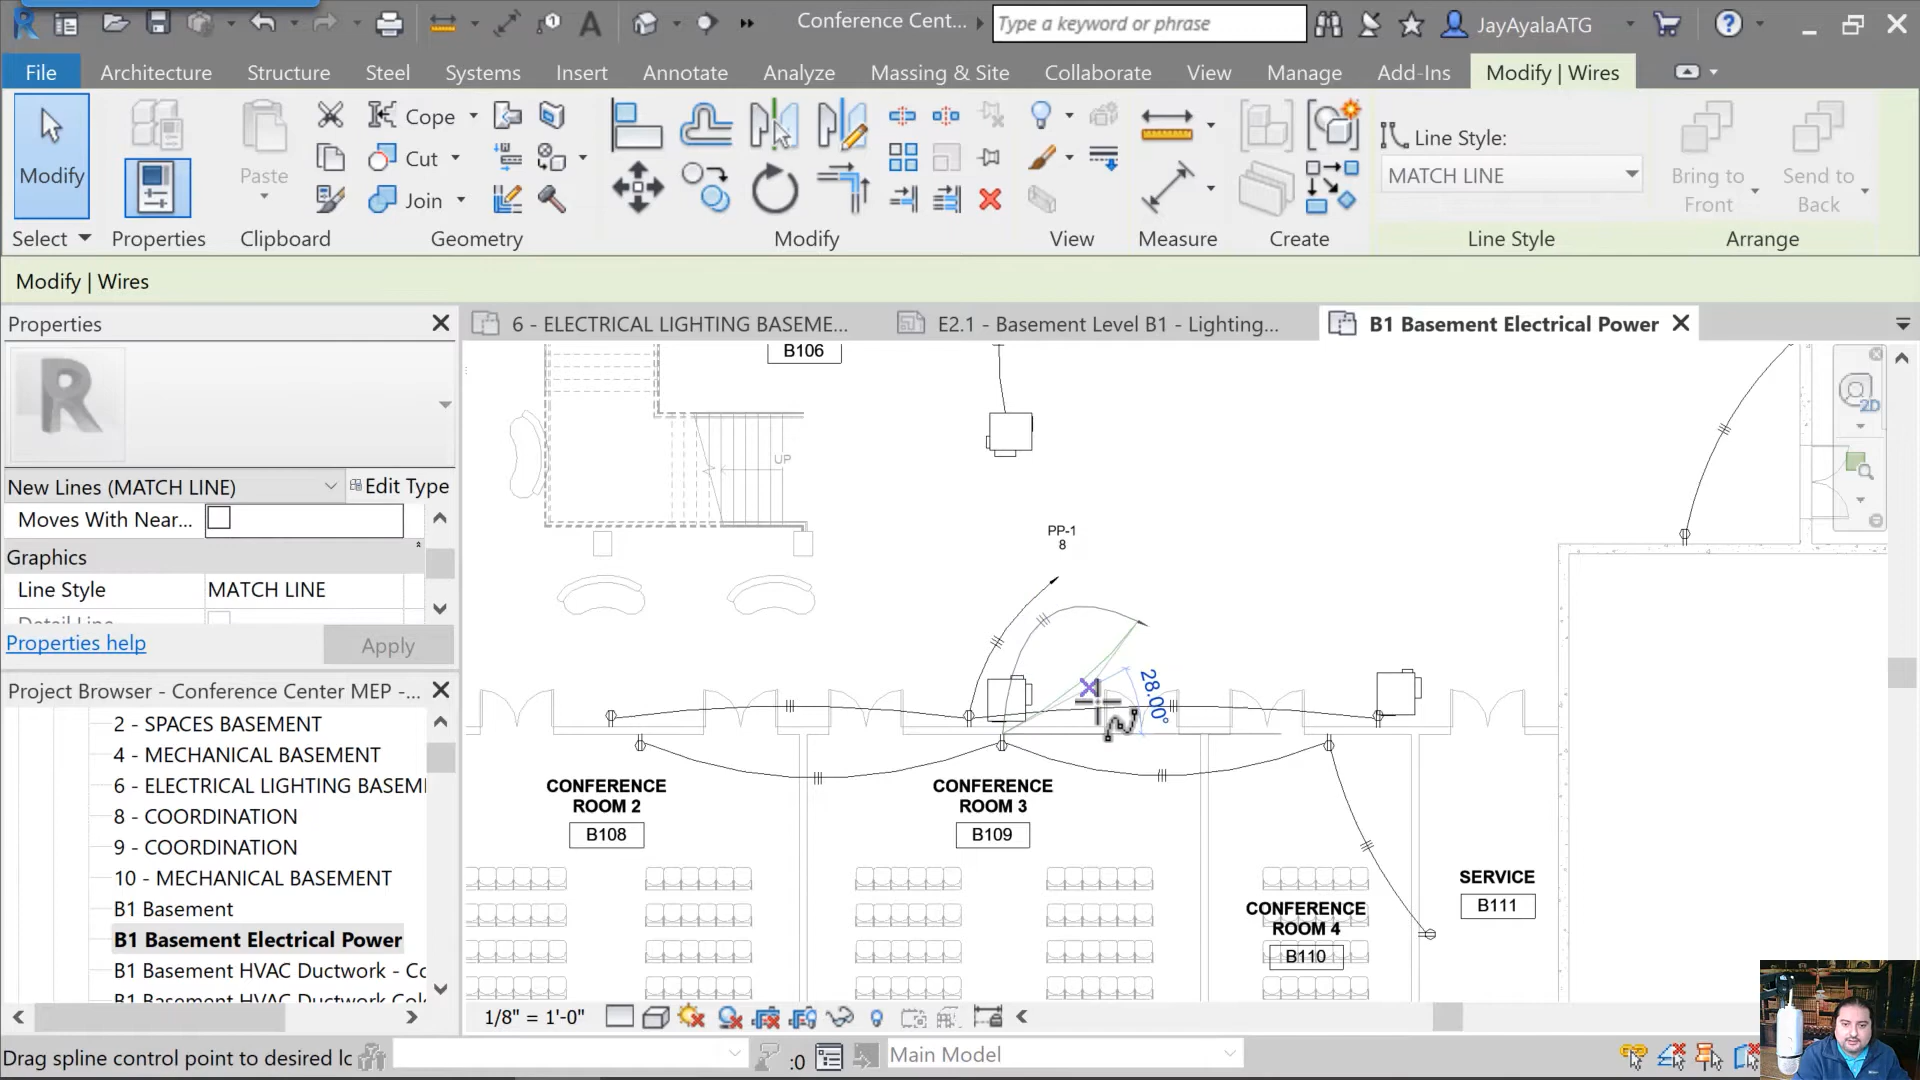 Conference Cent...
Type a keyword or phrase
JayAyalaATG
File
Architecture
Structure
Steel
Systems
Insert
Annotate
Analyze
Massing & Site
Collaborate
View
Manage
Add-Ins
Modify | Wires
Modify
Paste
Cope
Cut
Join
Line Style:
MATCH LINE
Bring to
Front
Send to
Back
Select
Properties
Clipboard
Geometry
Modify
View
Measure
Create
Line Style
Arrange
Modify | Wires
Properties
6 - ELECTRICAL LIGHTING BASEME...
E2.1 - Basement Level B1 - Lighting...
B1 Basement Electrical Power
New Lines (MATCH LINE)
Edit Type
Moves With Near...
Graphics
Line Style
MATCH LINE
Detail Line
Properties help
Apply
Project Browser - Conference Center MEP -...
2 - SPACES BASEMENT
4 - MECHANICAL BASEMENT
6 - ELECTRICAL LIGHTING BASEM
8 - COORDINATION
9 - COORDINATION
10 - MECHANICAL BASEMENT
B1 Basement
B1 Basement Electrical Power
B1 Basement HVAC Ductwork - Co
B1 Basement HVAC Ductwork Col
B106
UP
PP-1
8
28.00°
2D
CONFERENCE
ROOM 2
B108
CONFERENCE
ROOM 3
B109
CONFERENCE
ROOM 4
B110
SERVICE
B111
1/8" = 1'-0"
Drag spline control point to desired lc
:0
Main Model